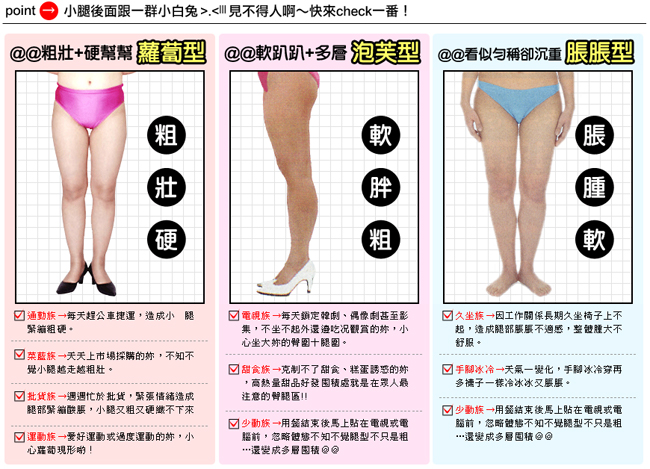 point → 小腿後面跟一群小白兔>.<|||見不得人啊～快來check一番！
@@粗壯+硬幫幫 蘿蔔型
粗
壯
硬
通勤族→每天趕公車捷運，造成小 腿
緊繃粗硬。
菜籃族→天天上市場採購的妳，不知不
覺小腿越走越粗壯。
批貨族→週週忙於批貨，緊張情緒造成
腿部緊繃酸脹，小腿又粗又硬纖不下來
運動族→愛好運動或過度運動的妳，小
心蘿蔔現形喲！
@@軟趴趴+多層 泡芙型
軟
胖
粗
電視族→每天鎖定韓劇、偶像劇甚至影
集，不坐不起外還邊吃況觀賞的妳，小
心坐大妳的臀圍十腿圍。
甜食族→克制不了甜食、糕蛋誘惑的妳
，高熱量甜品好發囤積處就是在眾人最
注意的臀腿區!!
少動族→用餐結束後馬上貼在電視或電
腦前，忽略體態不知不覺腿型不只是粗
…還變成多層囤積@@
@@看似勻稱卻沉重 脹脹型
脹
腫
軟
久坐族→因工作關係長期久坐椅子上不
起，造成腿部脹脹不適感，整體腫大不
舒服。
手腳冰冷→天氣一變化，手腳冰冷穿再
多襪子一樣冷冰冰又脹脹。
少動族→用餐結束後馬上貼在電視或電
腦前，忽略體態不知不覺腿型不只是粗
…還變成多層囤積@@